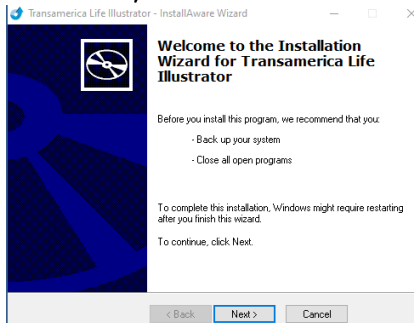 Transamerica Life Illustrator - InstallAware Wizard
Welcome to the Installation
Wizard for Transamerica Life
Illustrator
Before you install this program, we recommend that you:
- Back up your system
- Close all open programs
To complete this installation, Windows might require restarting
after you finish this wizard.
To continue, click Next.
< Back Next > Cancel